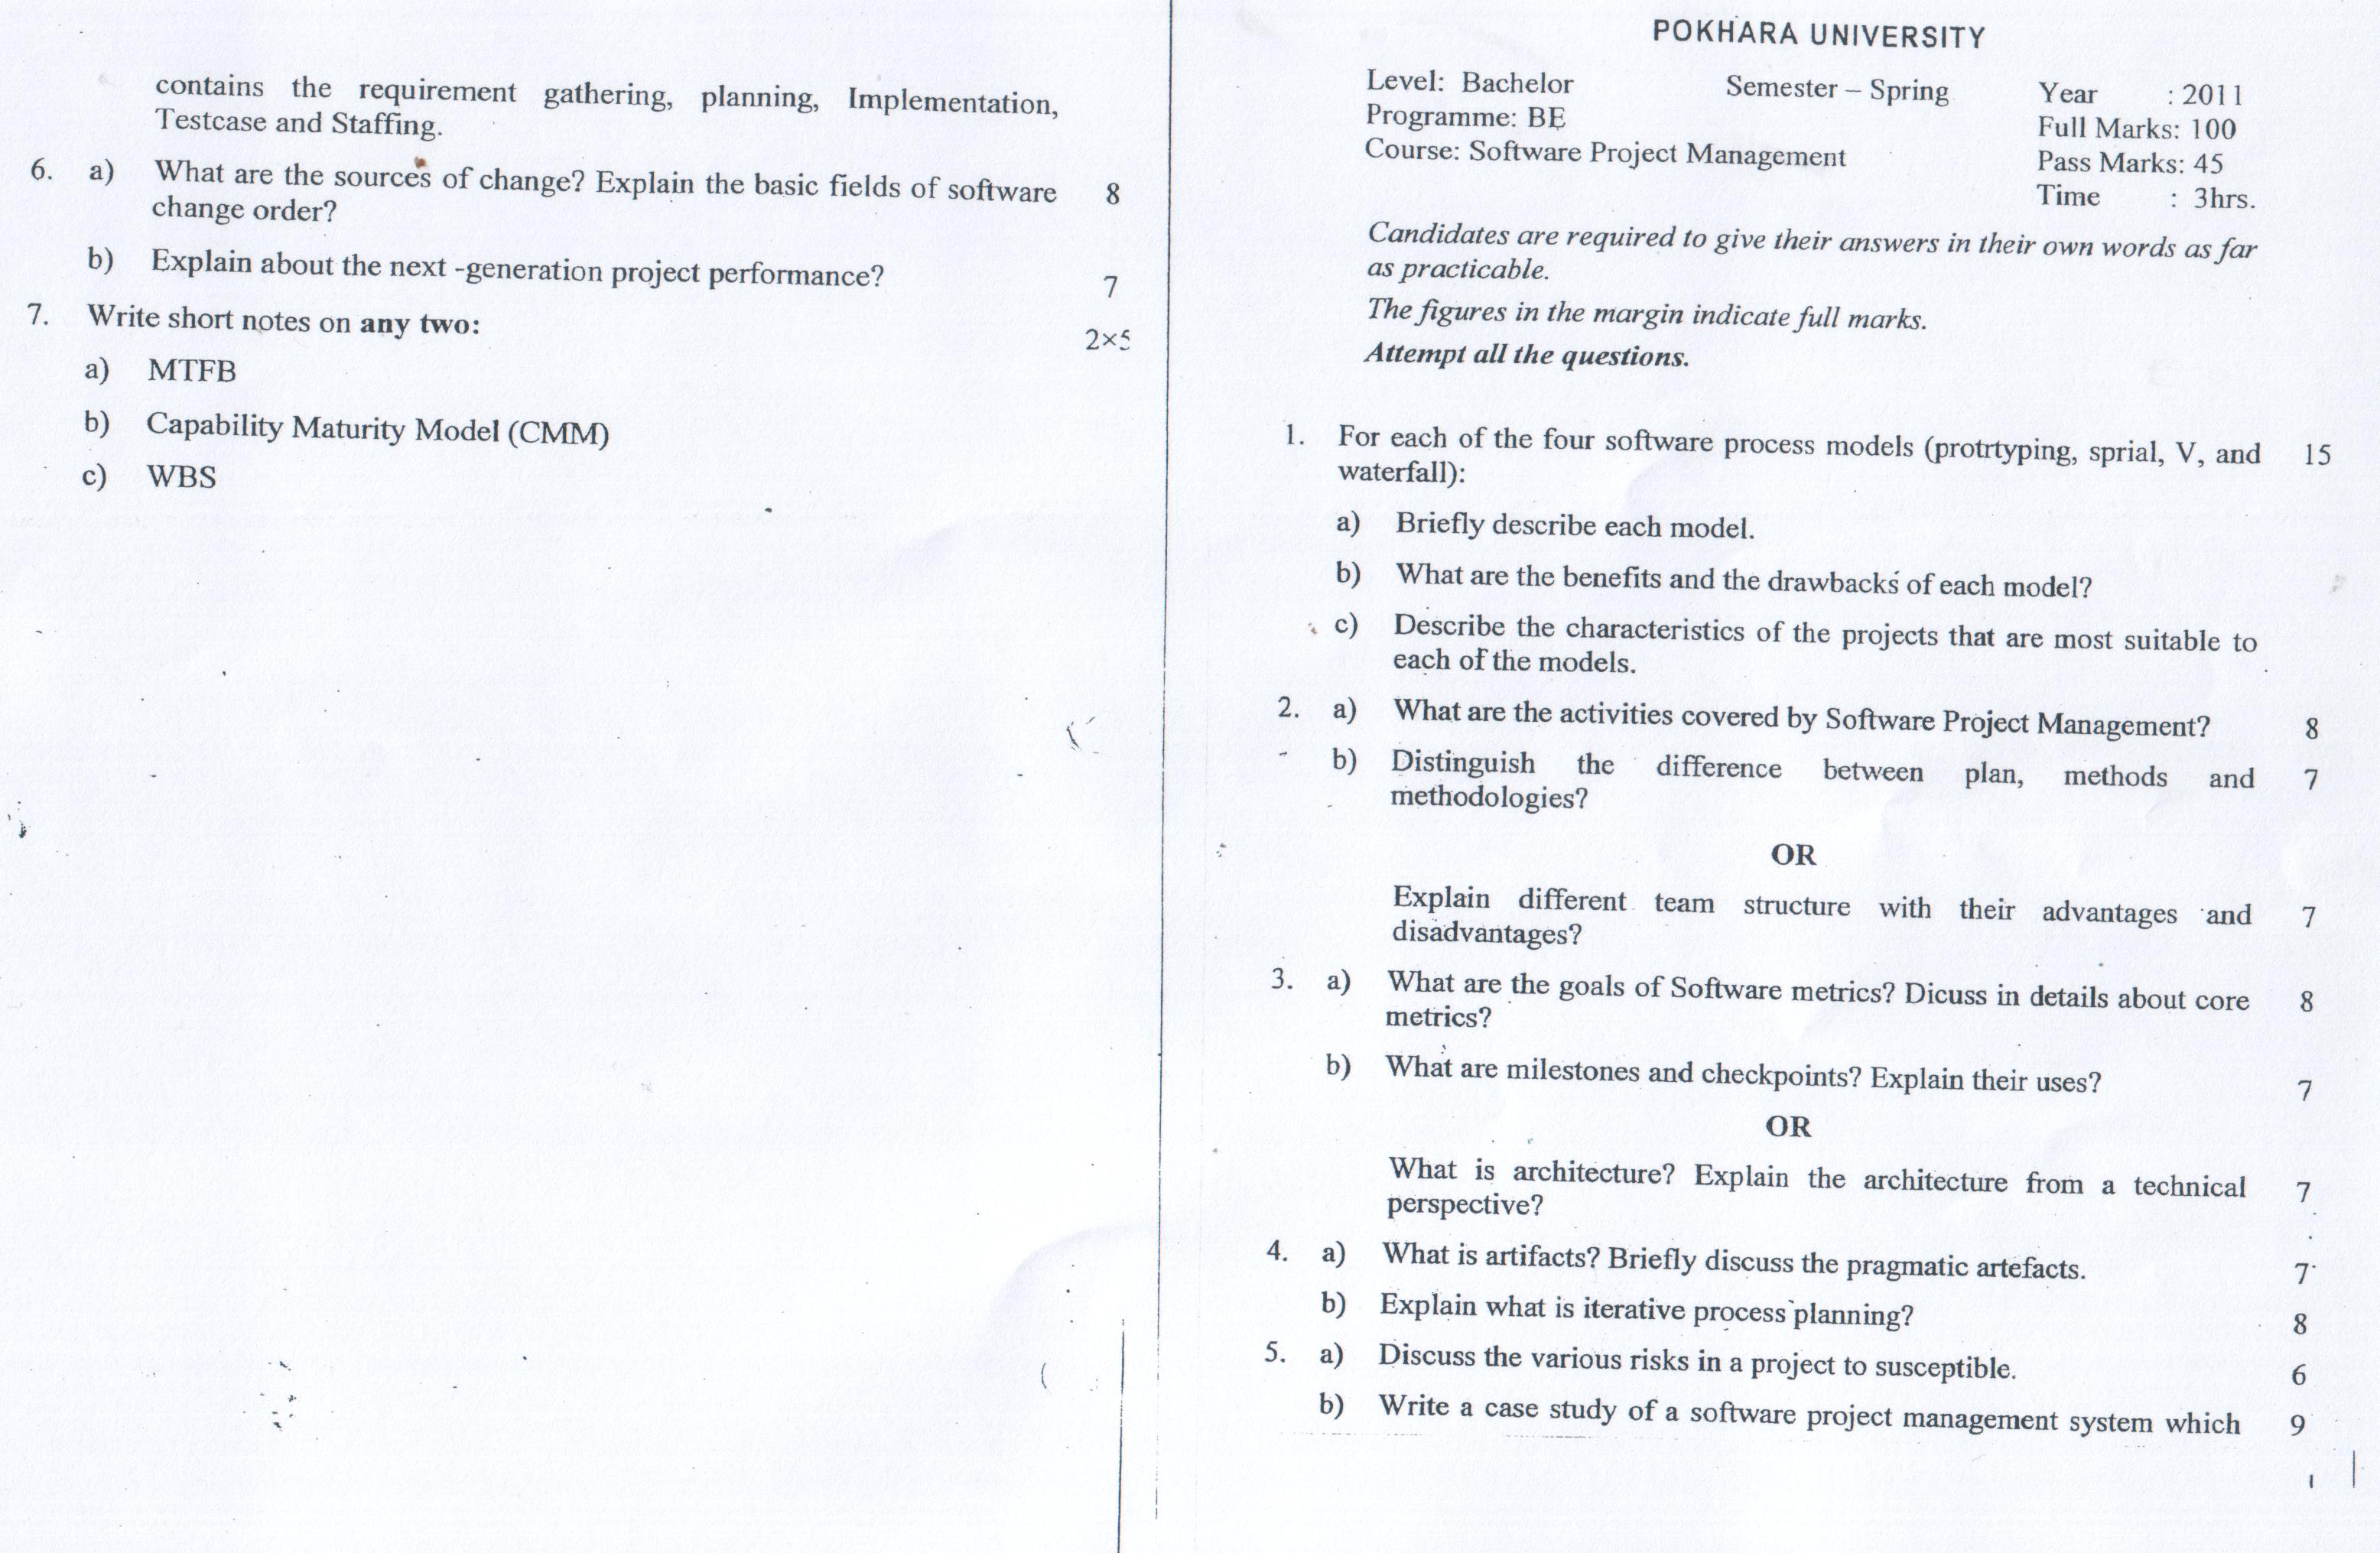 POKHARA UNIVERSITY
Level: Bachelor Semester – Spring Year : 2011
Programme: BE Full Marks: 100
Course: Software Project Management Pass Marks: 45
Time : 3hrs.
Candidates are required to give their answers in their own words as far
as practicable.
The figures in the margin indicate full marks.
Attempt all the questions.
1. For each of the four software process models (protrtyping, sprial, V, and 15
waterfall):
a) Briefly describe each model.
b) What are the benefits and the drawbacks of each model?
c) Describe the characteristics of the projects that are most suitable to
each of the models.
2. a) What are the activities covered by Software Project Management? 8
b) Distinguish the difference between plan, methods and 7
methodologies?
OR
Explain different team structure with their advantages and 7
disadvantages?
3. a) What are the goals of Software metrics? Dicuss in details about core 8
metrics?
b) What are milestones and checkpoints? Explain their uses? 7
OR
What is architecture? Explain the architecture from a technical 7
perspective?
4. a) What is artifacts? Briefly discuss the pragmatic artefacts. 7
b) Explain what is iterative process planning? 8
5. a) Discuss the various risks in a project to susceptible. 6
b) Write a case study of a software project management system which 9
contains the requirement gathering, planning, Implementation,
Testcase and Staffing.
6. a) What are the sources of change? Explain the basic fields of software 8
change order?
b) Explain about the next -generation project performance? 7
7. Write short notes on any two: 2×5
a) MTFB
b) Capability Maturity Model (CMM)
c) WBS